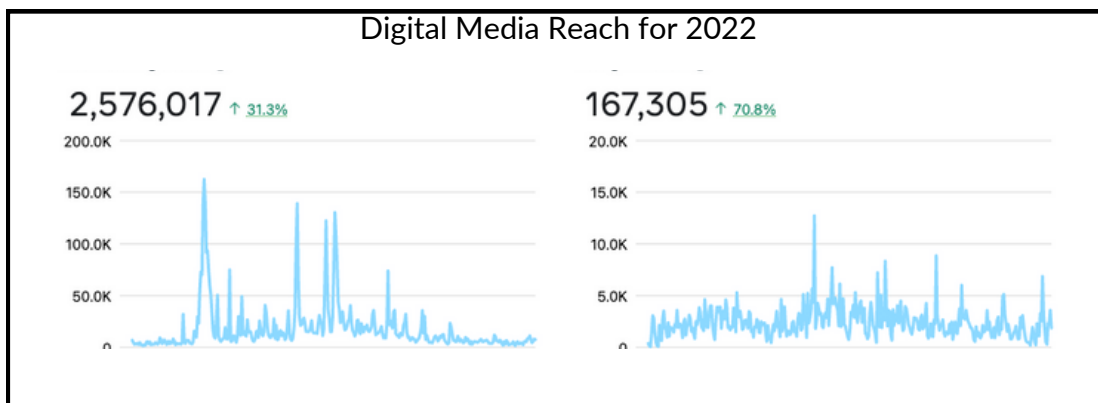 Digital Media Reach for 2022
2,576,017 ↑ 31.3%
200.0K
150.0K
100.0K
50.0K
0
167,305 ↑ 70.8%
20.0K
15.0K
10.0K
5.0K
0